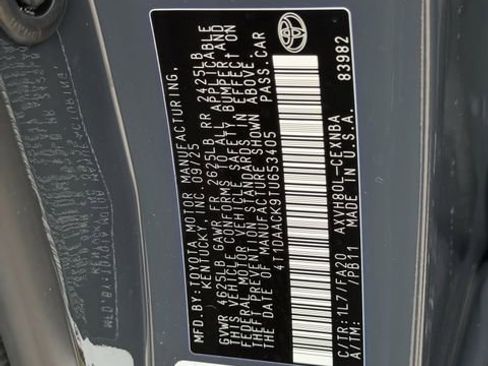 MFD.BY:TOYOTA MOTOR MANUFACTURING,
KENTUCKY, INC. 09/25
GVWR 4625LB GAWR FR 2625LB RR 2425LB
THIS VEHICLE CONFORMS TO ALL APPLICABLE
FEDERAL MOTOR VEHICLE SAFETY, BUMPER AND
THEFT PREVENTION STANDARDS IN EFFECT ON
THE DATE OF MANUFACTURE SHOWN ABOVE.
4T1DAACK9TU653405 PASS.CAR
C/TR:1L7/FA20 AXVH80L-CEXNBA
A/TM: /PB11 MADE IN U.S.A. 83982